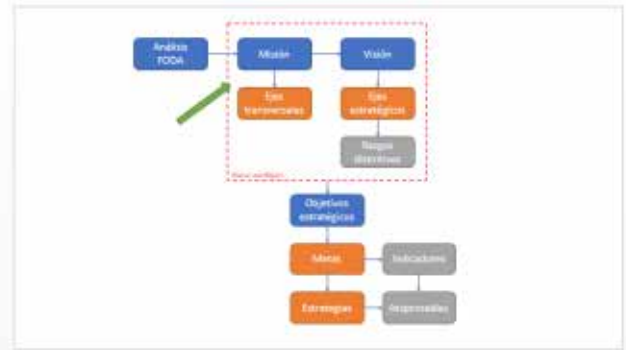 Análisis
FODA
Misión
Visión
Ejes
transversales
Ejes
estratégicos
Rasgos
distintivos
Objetivos
estratégicos
Metas
Indicadores
Estrategias
Responsables